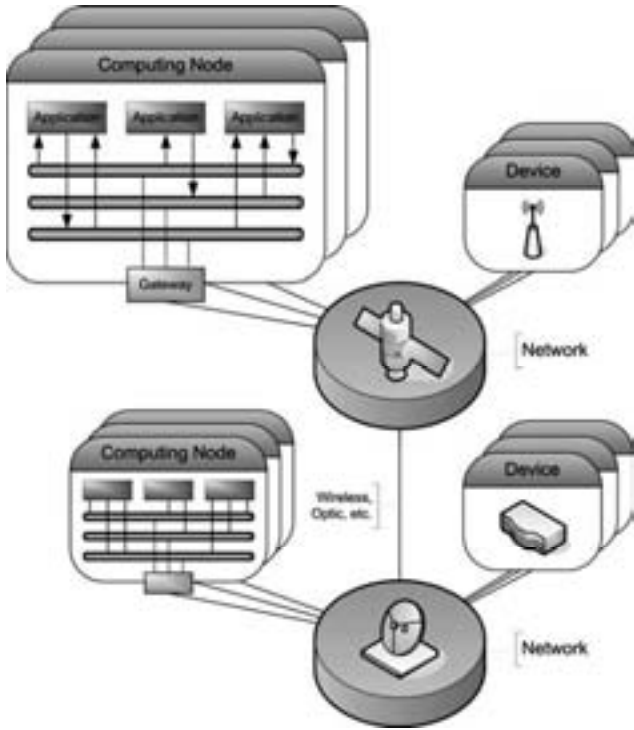 Computing Node
Application
Application
Application
Gateway
Device
Network
Computing Node
Wireless,
Optic, etc.
Device
Network